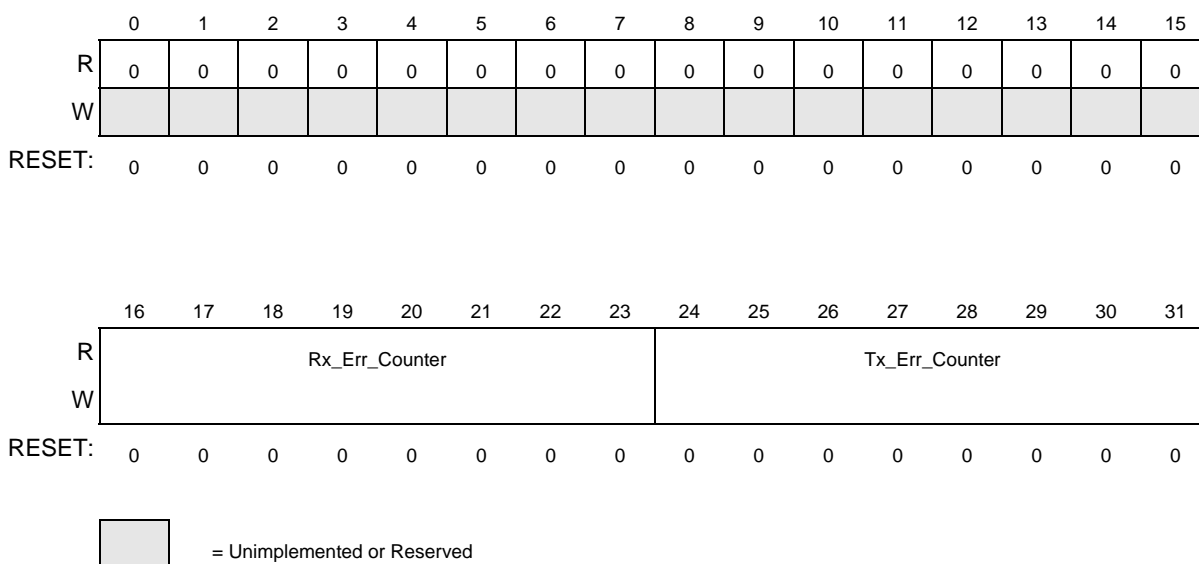 0 1 2 3 4 5 6 7 8 9 10 11 12 13 14 15
R 0 0 0 0 0 0 0 0 0 0 0 0 0 0 0 0
W
RESET: 0 0 0 0 0 0 0 0 0 0 0 0 0 0 0 0
16 17 18 19 20 21 22 23 24 25 26 27 28 29 30 31
R Rx_Err_Counter Tx_Err_Counter
W
RESET: 0 0 0 0 0 0 0 0 0 0 0 0 0 0 0 0
= Unimplemented or Reserved